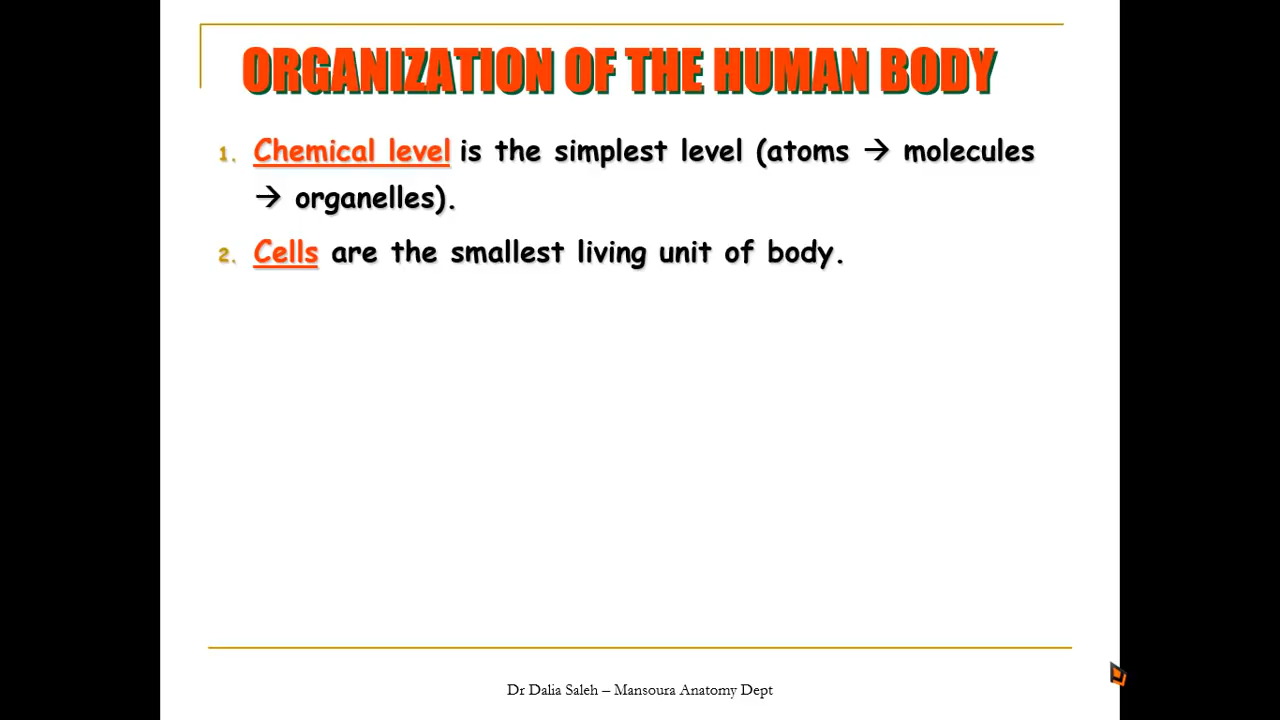 ORGANIZATION OF THE HUMAN BODY
1. Chemical level is the simplest level (atoms → molecules
→ organelles).
2. Cells are the smallest living unit of body.
Dr Dalia Saleh – Mansoura Anatomy Dept